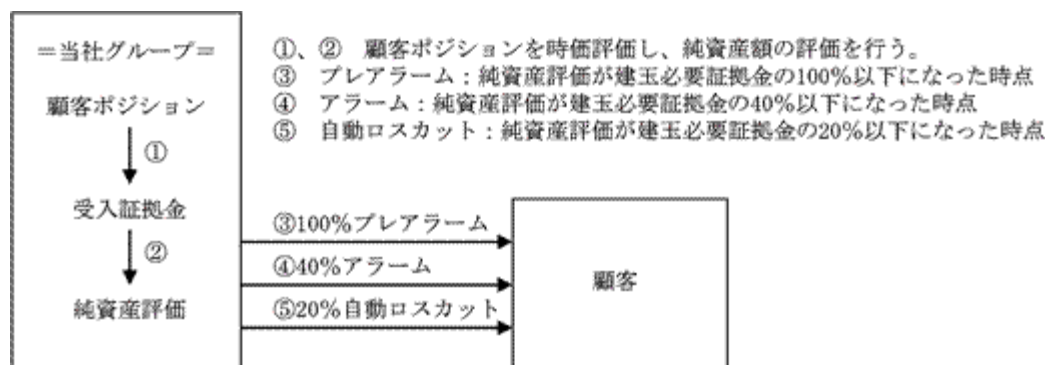 ＝当社グループ＝
顧客ポジション
①
受入証拠金
②
純資産評価
①、② 顧客ポジションを時価評価し、純資産額の評価を行う。
③ プレアラーム：純資産評価が建玉必要証拠金の100％以下になった時点
④ アラーム：純資産評価が建玉必要証拠金の40％以下になった時点
⑤ 自動ロスカット：純資産評価が建玉必要証拠金の20％以下になった時点
③100％プレアラーム
④40％アラーム
⑤20％自動ロスカット
顧客